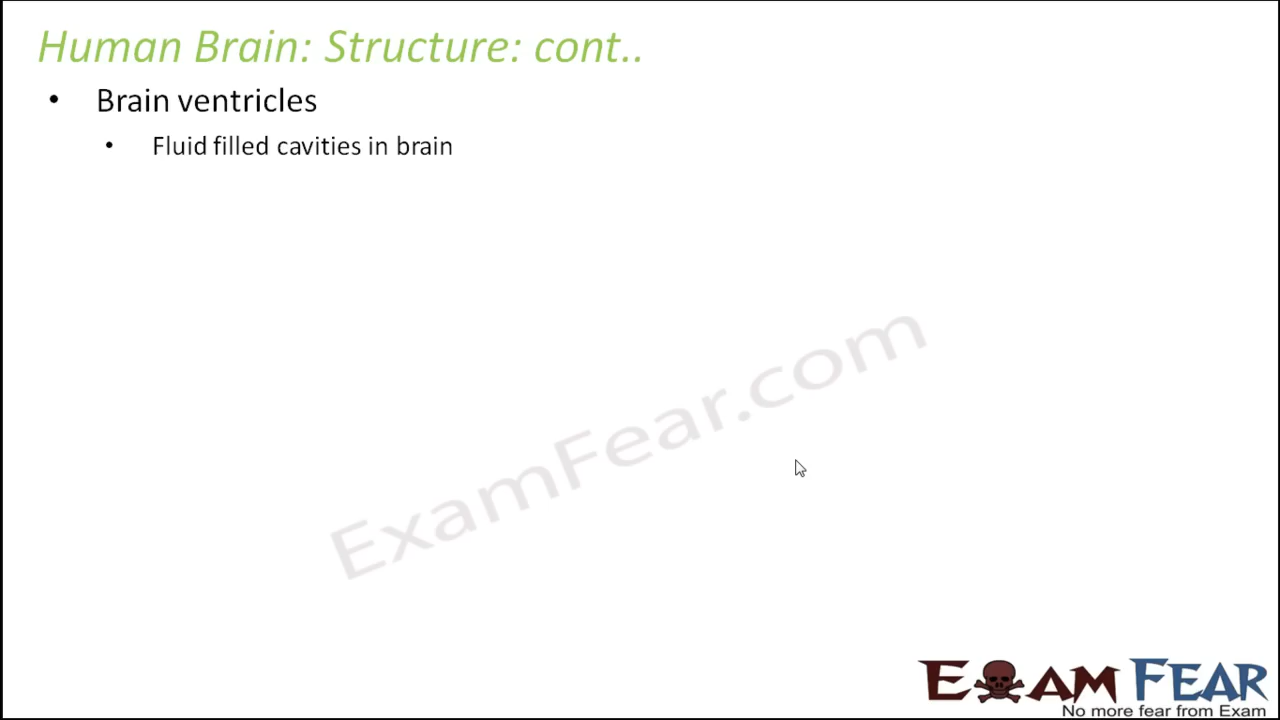 Human Brain: Structure: cont..
• Brain ventricles
• Fluid filled cavities in brain
ExamFear.com
EXAM FEAR
No more fear from Exam